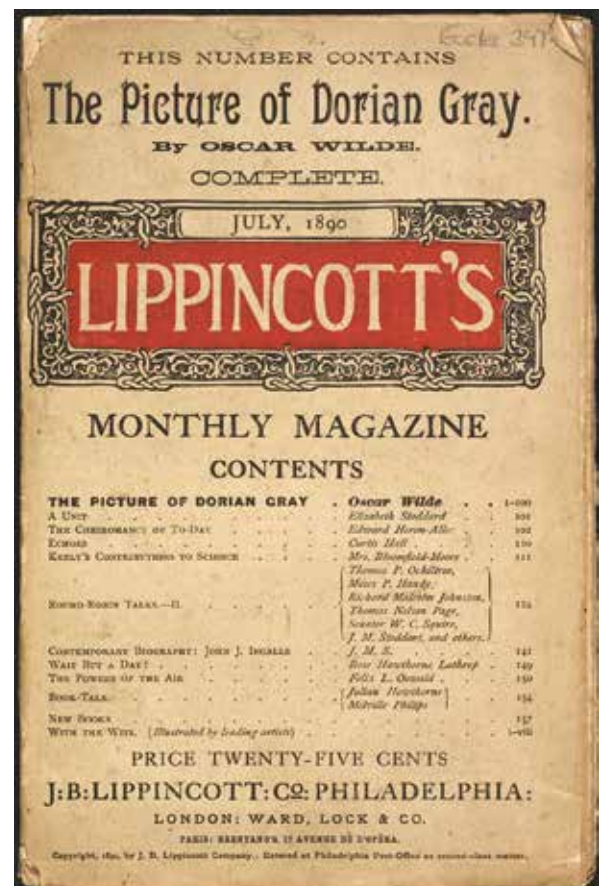 Eccles 397
THIS NUMBER CONTAINS
The Picture of Dorian Gray.
By OSCAR WILDE.
COMPLETE.
JULY, 1890
LIPPINCOTT'S
MONTHLY MAGAZINE
CONTENTS
THE PICTURE OF DORIAN GRAY . Oscar Wilde . . 1-100
A UNIT . . . . . . . . Elizabeth Stoddard . . 101
THE CHEIROMANCY OF TO-DAY . . . . Edward Heron-Allen . . 102
ECHOES . . . . . . . . Curtis Hall . . . 110
KEELY'S CONTRIBUTIONS TO SCIENCE . . . . Mrs. Bloomfield-Moore . . 111
Thomas P. Ochiltree,
Moses P. Handy,
Richard Malcolm Johnston,
ROUND-ROBIN TALKS.—II. . . . . . Thomas Nelson Page, 124
Senator W. C. Squire,
J. M. Stoddart, and others.
CONTEMPORARY BIOGRAPHY: JOHN J. INGALLS . . J. M. S. . . . . 141
WAIT BUT A DAY! . . . . . . Rose Hawthorne Lathrop . 149
THE POWERS OF THE AIR . . . . . Felix L. Oswald . . 150
BOOK-TALK . . . . . . . Julian Hawthorne 154
Melville Philips
NEW BOOKS . . . . . . . . 157
WITH THE WITS. (Illustrated by leading artists) . . . . . i-viii
PRICE TWENTY-FIVE CENTS
J:B:LIPPINCOTT:Co:PHILADELPHIA:
LONDON: WARD, LOCK & CO.
PARIS: BRENTANO'S, 17 AVENUE DE L'OPÉRA.
Copyright, 1890, by J. B. Lippincott Company. Entered at Philadelphia Post-Office as second-class matter.